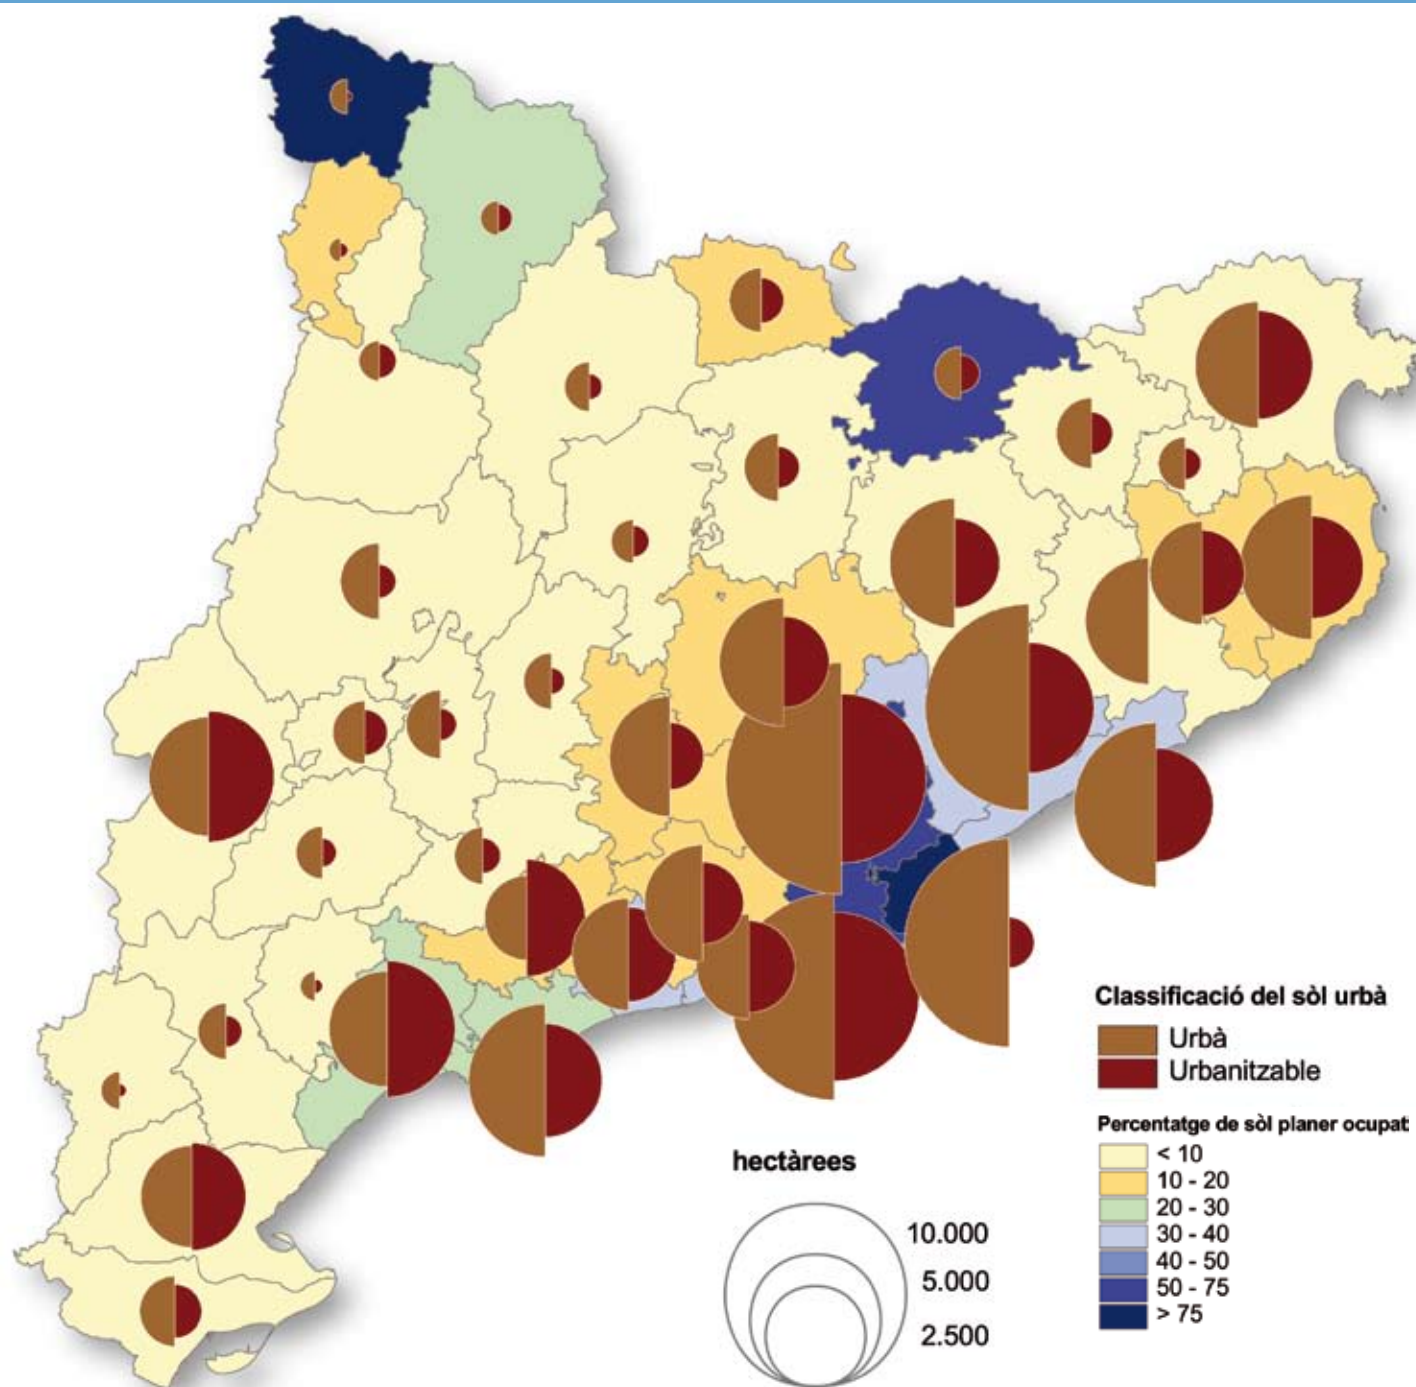 Classificació del sòl urbà
Urbà
Urbanitzable
Percentatge de sòl planer ocupat
< 10
10 - 20
20 - 30
30 - 40
40 - 50
50 - 75
> 75
hectàrees
10.000
5.000
2.500